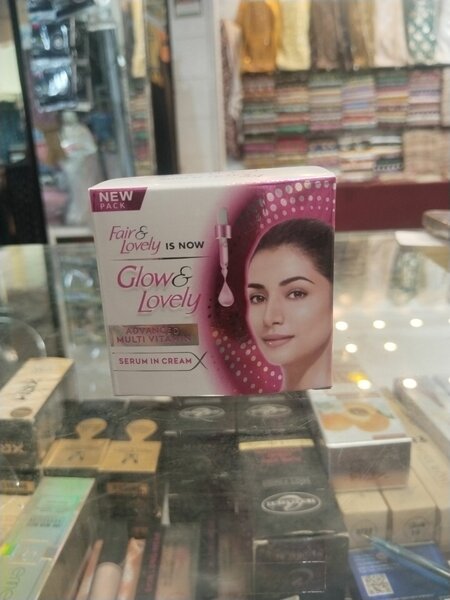 NEW
PACK
Fair&
Lovely IS NOW
Glow&
Lovely
ADVANCED
MULTI VITAMIN
SERUM IN CREAM